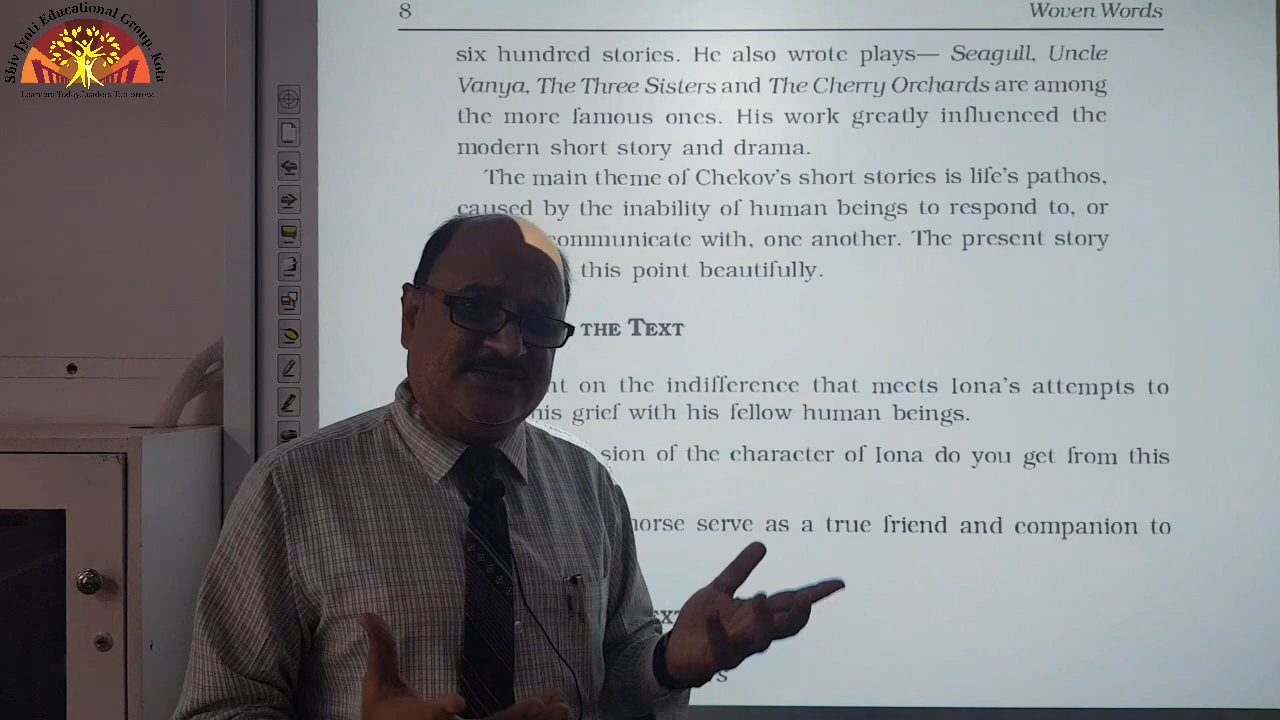 Shiv Jyoti Educational Group, Kota
Learners Today, Leaders Tomorrow.
8 Woven Words
six hundred stories. He also wrote plays— Seagull, Uncle
Vanya, The Three Sisters and The Cherry Orchards are among
the more famous ones. His work greatly influenced the
modern short story and drama.
The main theme of Chekov's short stories is life's pathos,
caused by the inability of human beings to respond to, or
communicate with, one another. The present story
this point beautifully.
THE TEXT
on the indifference that meets Iona's attempts to
his grief with his fellow human beings.
of the character of Iona do you get from this
horse serve as a true friend and companion to